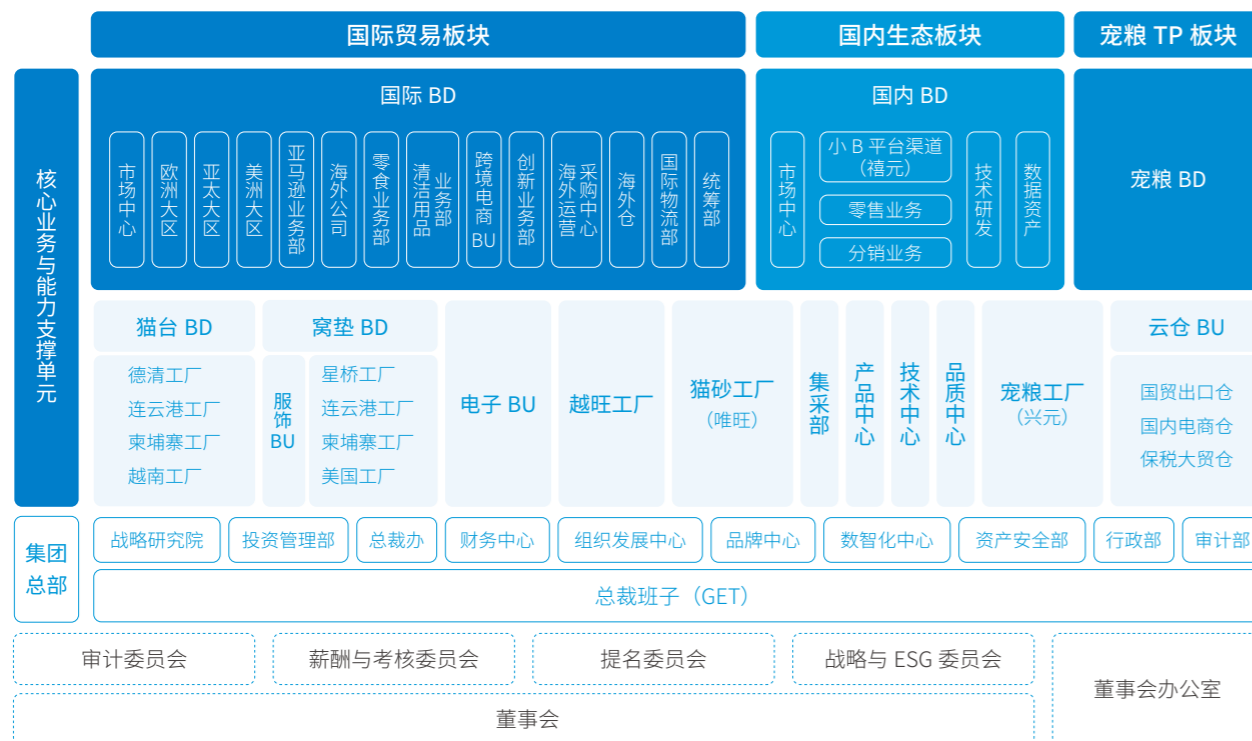 国际贸易板块
国内生态板块
宠粮 TP 板块
核心业务与能力支撑单元
国际 BD
市场中心
欧洲大区
亚太大区
美洲大区
亚马逊业务部
海外公司
零食业务部
清洁用品
业务部
跨境电商 BU
创新业务部
海外运营
采购中心
海外仓
国际物流部
统筹部
国内 BD
市场中心
小 B 平台渠道
（禧元）
零售业务
分销业务
技术研发
数据资产
宠粮 BD
猫台 BD
德清工厂
连云港工厂
柬埔寨工厂
越南工厂
窝垫 BD
服饰 BU
星桥工厂
连云港工厂
柬埔寨工厂
美国工厂
电子 BU
越旺工厂
猫砂工厂
（唯旺）
集采部
产品中心
技术中心
品质中心
宠粮工厂
（兴元）
云仓 BU
国贸出口仓
国内电商仓
保税大贸仓
集团
总部
战略研究院
投资管理部
总裁办
财务中心
组织发展中心
品牌中心
数智化中心
资产安全部
行政部
审计部
总裁班子（GET）
审计委员会
薪酬与考核委员会
提名委员会
战略与 ESG 委员会
董事会办公室
董事会